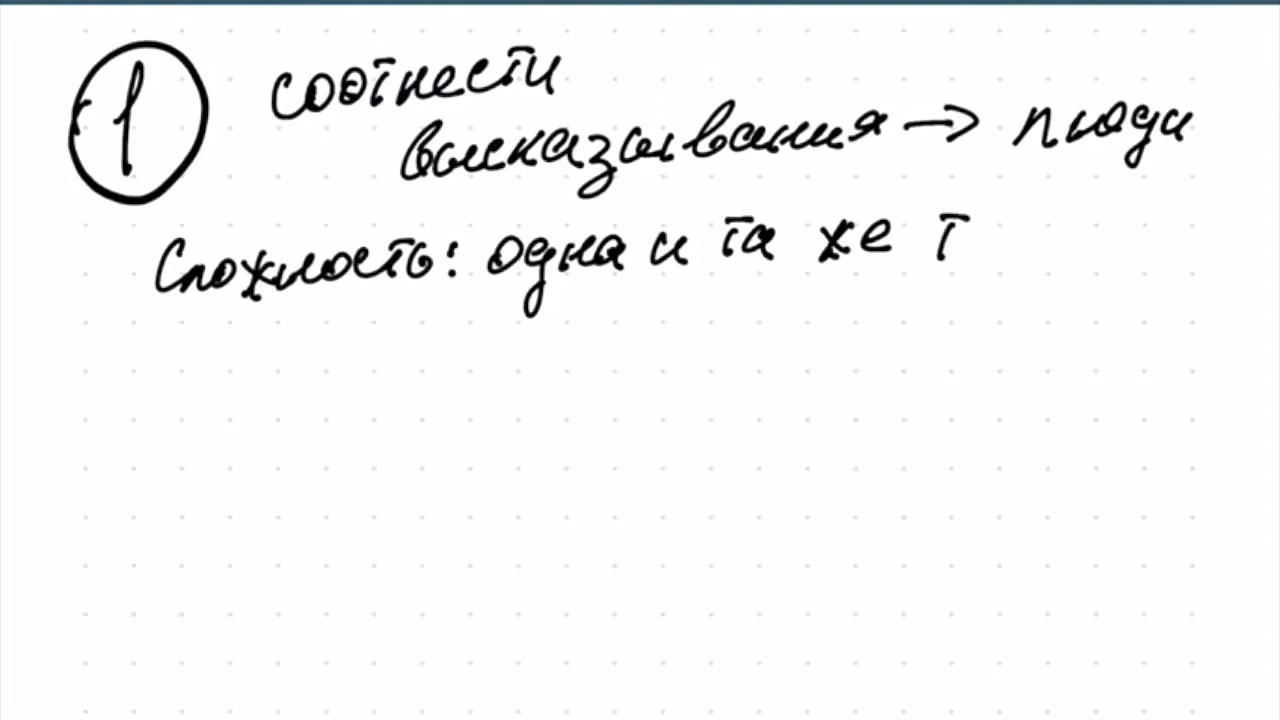 1 соотнести
высказывания → люди
Сложность: одна и та же т